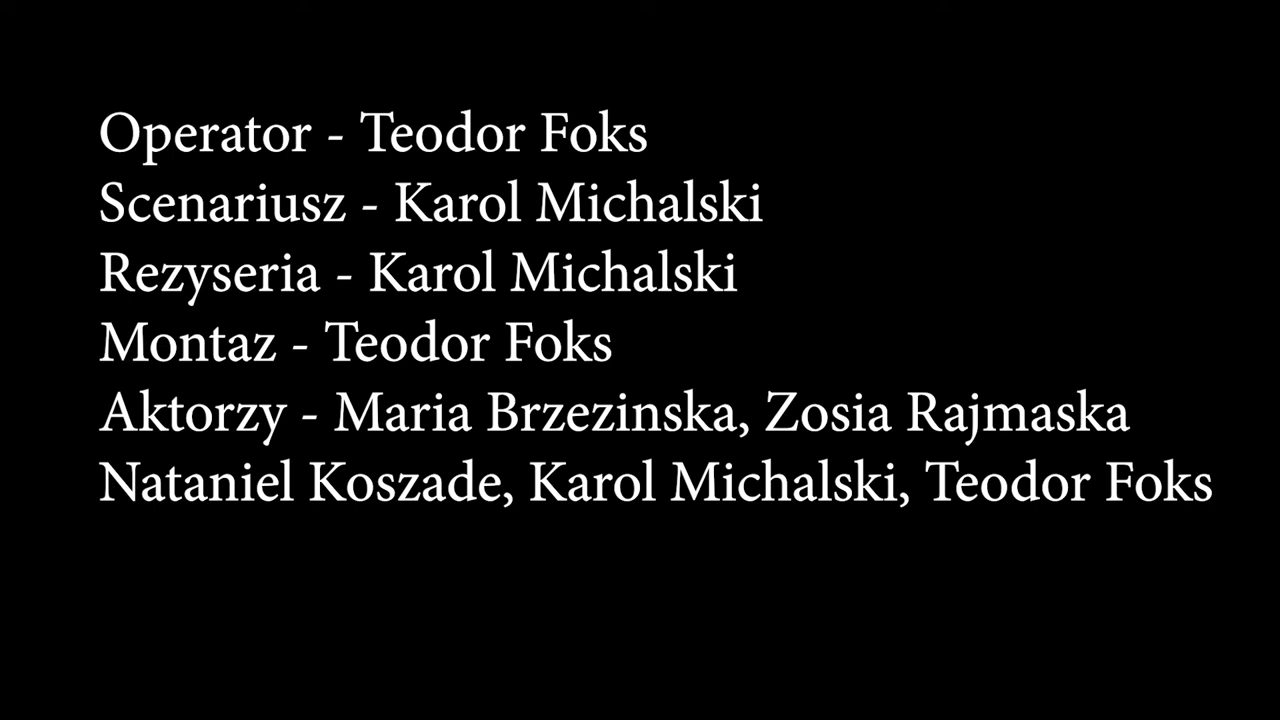 Operator - Teodor Foks
Scenariusz - Karol Michalski
Rezyseria - Karol Michalski
Montaz - Teodor Foks
Aktorzy - Maria Brzezinska, Zosia Rajmaska
Nataniel Koszade, Karol Michalski, Teodor Foks